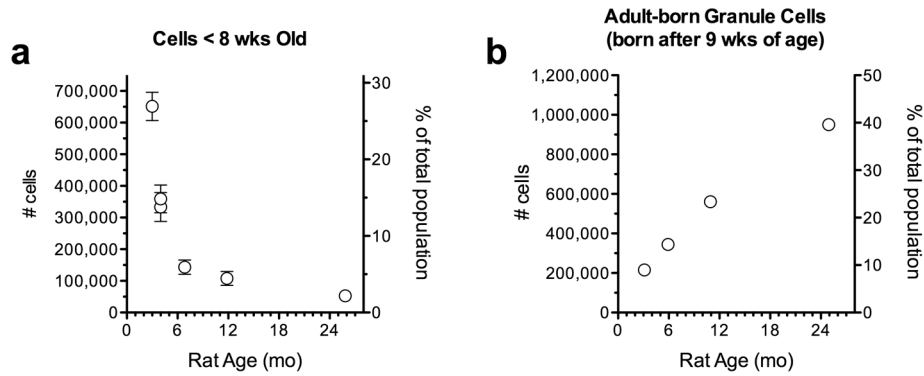 a
Cells < 8 wks Old
# cells
700,000
600,000
500,000
400,000
300,000
200,000
100,000
0
30
20
10
0
% of total population
0 6 12 18 24
Rat Age (mo)
b
Adult-born Granule Cells
(born after 9 wks of age)
# cells
1,200,000
1,000,000
800,000
600,000
400,000
200,000
0
50
40
30
20
10
0
% of total population
0 6 12 18 24
Rat Age (mo)